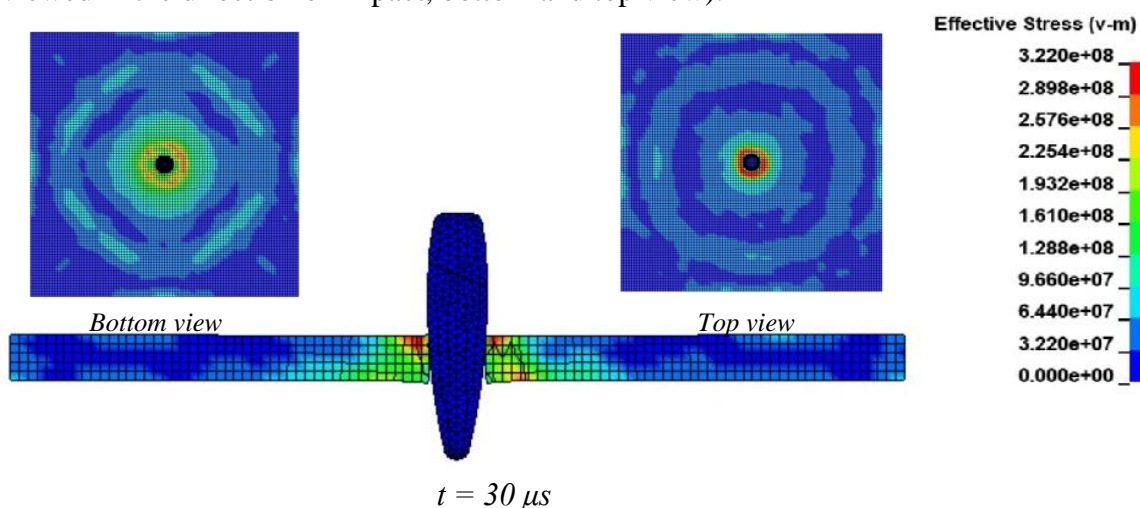 Effective Stress (v-m)
3.220e+08
2.898e+08
2.576e+08
2.254e+08
1.932e+08
1.610e+08
1.288e+08
9.660e+07
6.440e+07
3.220e+07
0.000e+00
Bottom view
Top view
t = 30 μs